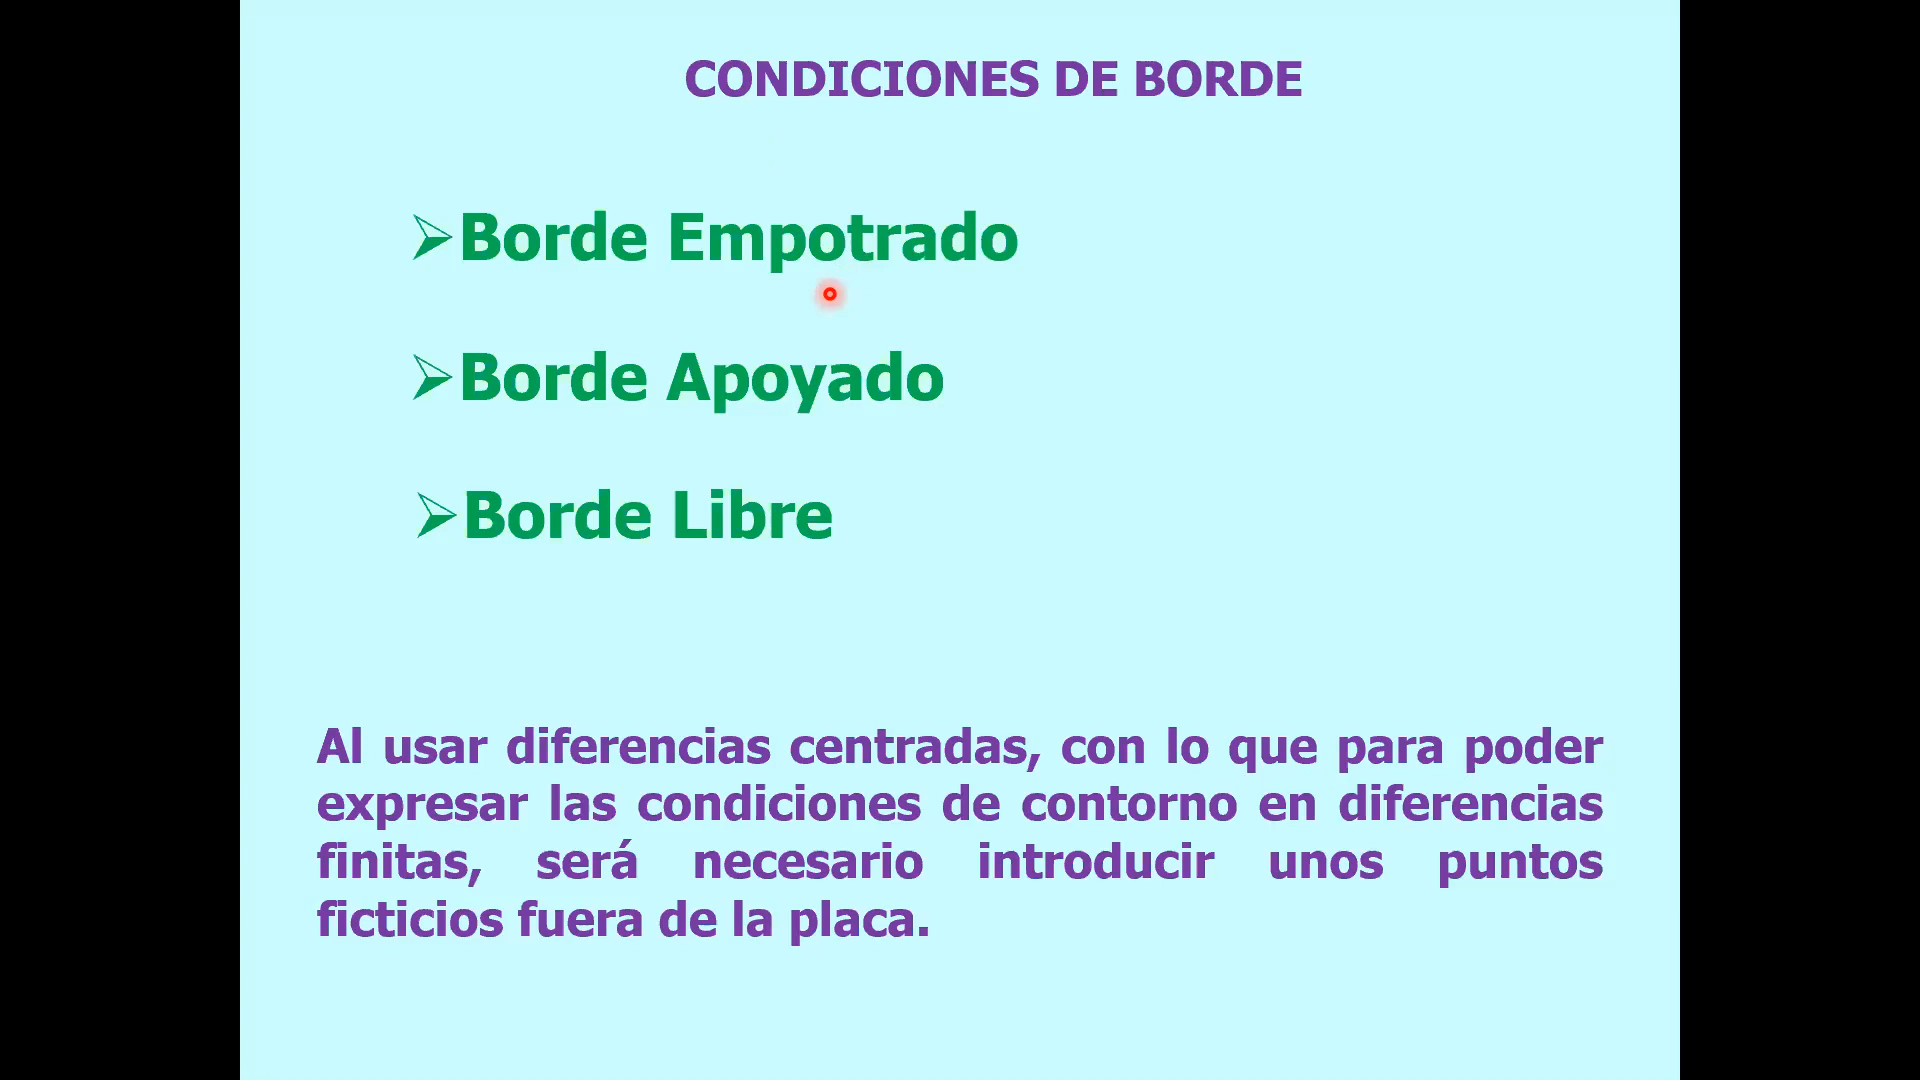 CONDICIONES DE BORDE
➢Borde Empotrado
➢Borde Apoyado
➢Borde Libre
Al usar diferencias centradas, con lo que para poder
expresar las condiciones de contorno en diferencias
finitas, será necesario introducir unos puntos
ficticios fuera de la placa.